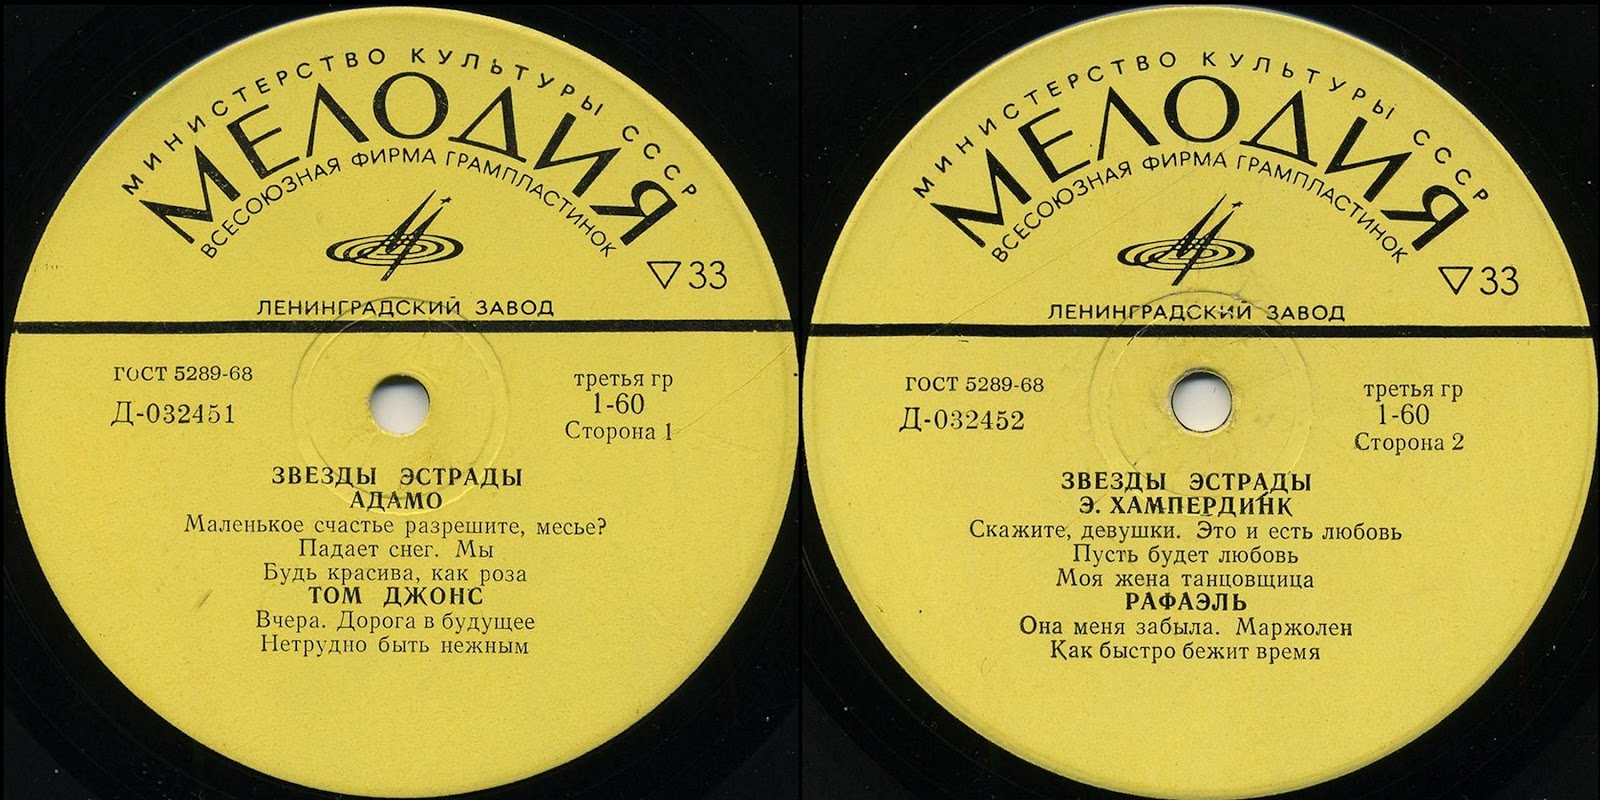 МИНИСТЕРСТВО КУЛЬТУРЫ СССР
МЕЛОДИЯ
ВСЕСОЮЗНАЯ ФИРМА ГРАМПЛАСТИНОК
▽33
ЛЕНИНГРАДСКИЙ ЗАВОД
ГОСТ 5289-68
Д-032451
третья гр
1-60
Сторона 1
ЗВЕЗДЫ ЭСТРАДЫ
АДАМО
Маленькое счастье разрешите, месье?
Падает снег. Мы
Будь красива, как роза
ТОМ ДЖОНС
Вчера. Дорога в будущее
Нетрудно быть нежным
МИНИСТЕРСТВО КУЛЬТУРЫ СССР
МЕЛОДИЯ
ВСЕСОЮЗНАЯ ФИРМА ГРАМПЛАСТИНОК
▽33
ЛЕНИНГРАДСКИЙ ЗАВОД
ГОСТ 5289-68
Д-032452
третья гр
1-60
Сторона 2
ЗВЕЗДЫ ЭСТРАДЫ
Э. ХАМПЕРДИНК
Скажите, девушки. Это и есть любовь
Пусть будет любовь
Моя жена танцовщица
РАФАЭЛЬ
Она меня забыла. Маржолен
Как быстро бежит время